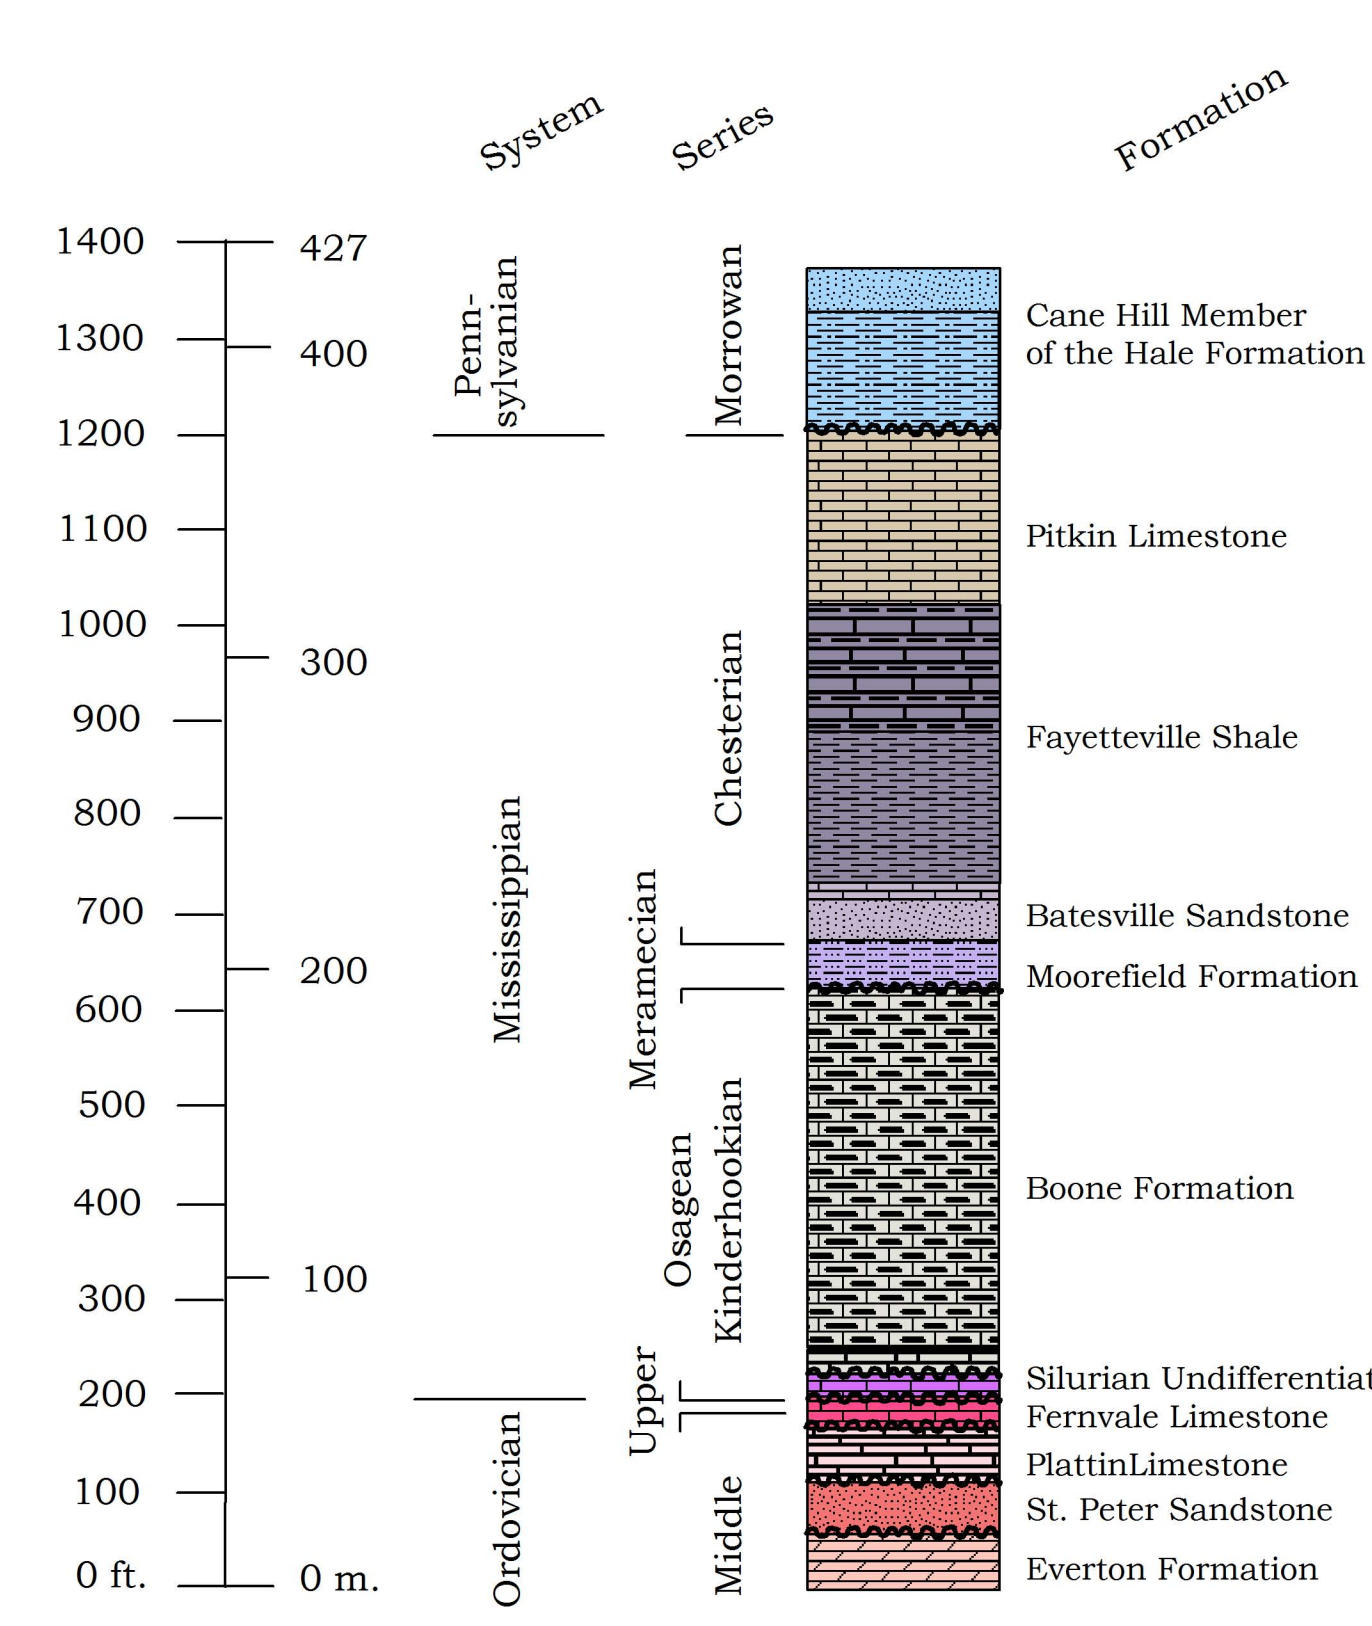 System
Series
Formation
1400
1300
1200
1100
1000
900
800
700
600
500
400
300
200
100
0 ft.
427
400
300
200
100
0 m.
Penn-
sylvanian
Mississippian
Ordovician
Morrowan
Chesterian
Meramecian
Osagean
Kinderhookian
Upper
Middle
Cane Hill Member
of the Hale Formation
Pitkin Limestone
Fayetteville Shale
Batesville Sandstone
Moorefield Formation
Boone Formation
Silurian Undifferentiat
Fernvale Limestone
PlattinLimestone
St. Peter Sandstone
Everton Formation